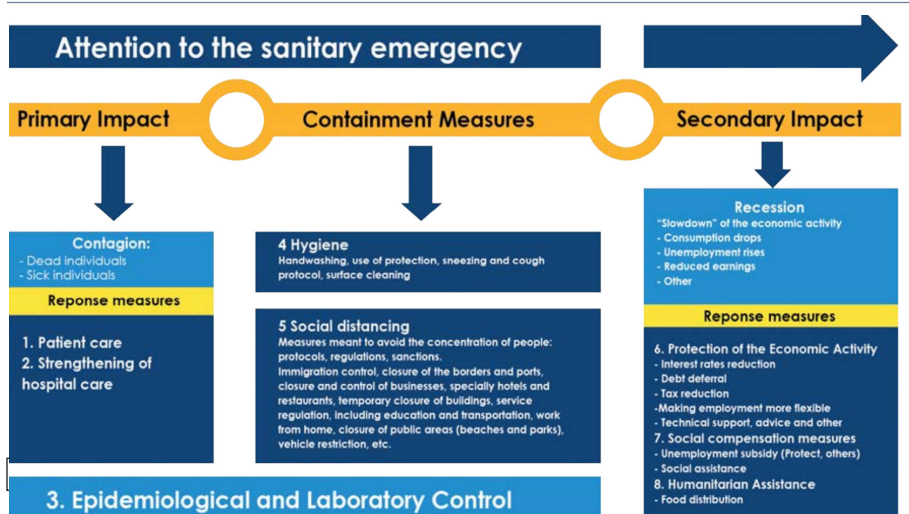 Attention to the sanitary emergency
Primary Impact
Containment Measures
Secondary Impact
Contagion:
- Dead individuals
- Sick individuals
Reponse measures
1. Patient care
2. Strengthening of
hospital care
4 Hygiene
Handwashing, use of protection, sneezing and cough
protocol, surface cleaning
5 Social distancing
Measures meant to avoid the concentration of people:
protocols, regulations, sanctions.
Immigration control, closure of the borders and ports,
closure and control of businesses, specially hotels and
restaurants, temporary closure of buildings, service
regulation, including education and transportation, work
from home, closure of public areas (beaches and parks),
vehicle restriction, etc.
3. Epidemiological and Laboratory Control
Recession
"Slowdown" of the economic activity
- Consumption drops
- Unemployment rises
- Reduced earnings
- Other
Reponse measures
6. Protection of the Economic Activity
- Interest rates reduction
- Debt deferral
- Tax reduction
-Making employment more flexible
- Technical support, advice and other
7. Social compensation measures
- Unemployment subsidy (Protect, others)
- Social assistance
8. Humanitarian Assistance
- Food distribution